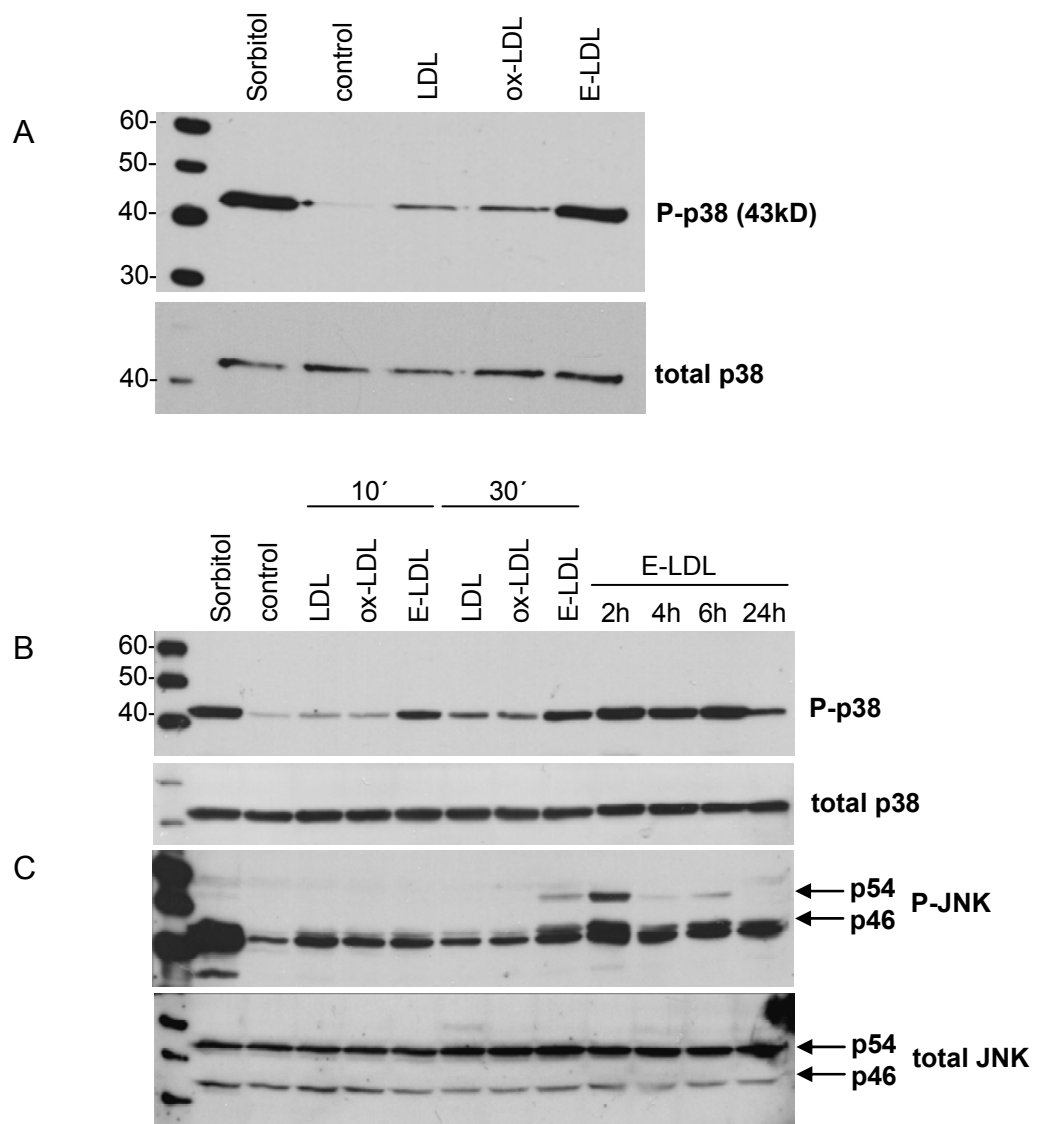 Sorbitol control LDL ox-LDL E-LDL
A
60-
50-
40-
30-
P-p38 (43kD)
40-
total p38
10´ 30´
Sorbitol control LDL ox-LDL E-LDL LDL ox-LDL E-LDL
E-LDL
2h 4h 6h 24h
B
60-
50-
40-
P-p38
total p38
C
p54
P-JNK
p46
p54
total JNK
p46